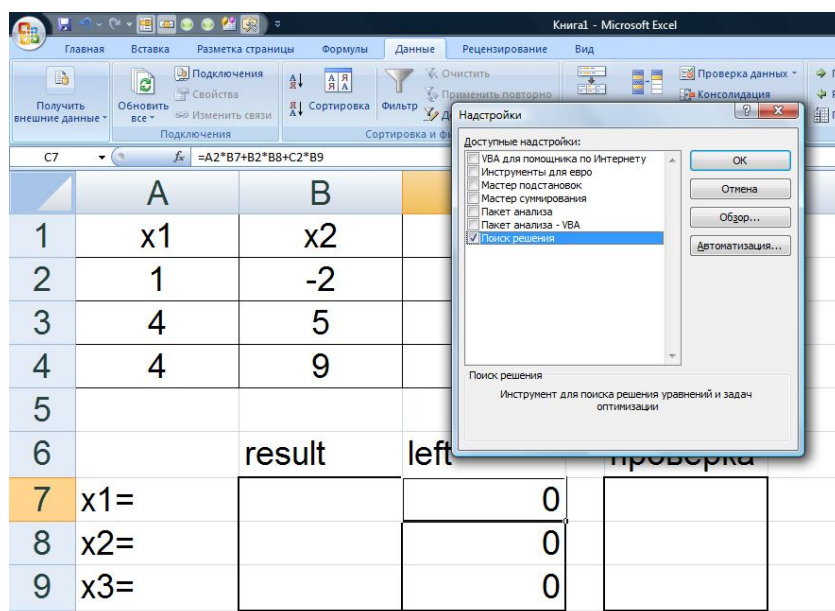 Книга1 - Microsoft Excel
Главная Вставка Разметка страницы Формулы Данные Рецензирование Вид
Получить внешние данные
Обновить все
Подключения
Свойства
Изменить связи
Подключения
Сортировка
Фильтр
Очистить
Применить повторно
Сортировка и
Проверка данных
Консолидация
C7 fx =A2*B7+B2*B8+C2*B9
Надстройки
Доступные надстройки:
VBA для помощника по Интернету
Инструменты для евро
Мастер подстановок
Мастер суммирования
Пакет анализа
Пакет анализа - VBA
Поиск решения
OK
Отмена
Обзор...
Автоматизация...
Поиск решения
Инструмент для поиска решения уравнений и задач
оптимизации
A B
1 x1 x2
2 1 -2
3 4 5
4 4 9
5
6 result left проверка
7 x1= 0
8 x2= 0
9 x3= 0